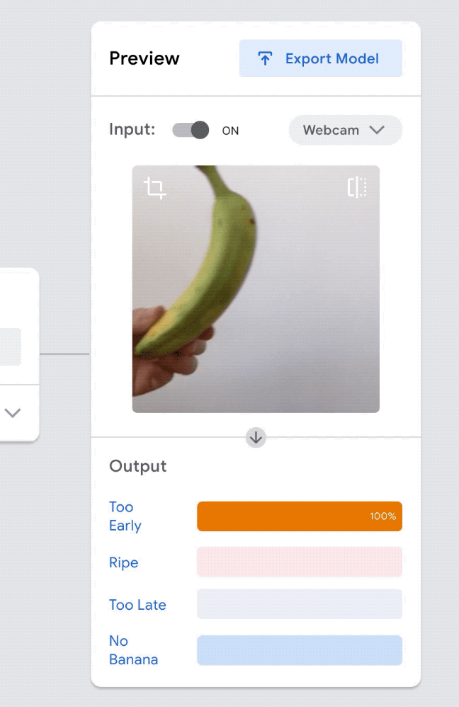 Preview
Export Model
Input:
ON
Webcam
Output
Too
Early
100%
Ripe
Too Late
No
Banana